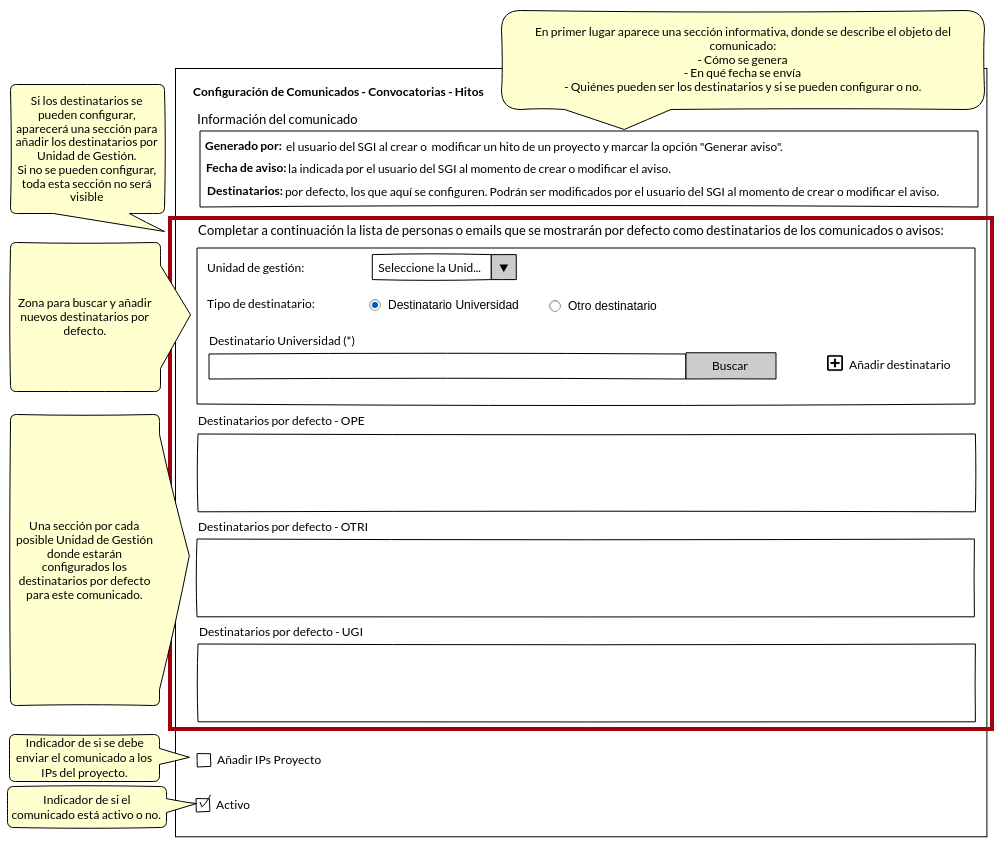 En primer lugar aparece una sección informativa, donde se describe el objeto del
comunicado:
- Cómo se genera
- En qué fecha se envía
- Quiénes pueden ser los destinatarios y si se pueden configurar o no.
Si los destinatarios se
pueden configurar,
aparecerá una sección para
añadir los destinatarios por
Unidad de Gestión.
Si no se pueden configurar,
toda esta sección no será
visible
Configuración de Comunicados - Convocatorias - Hitos
Información del comunicado
Generado por: el usuario del SGI al crear o modificar un hito de un proyecto y marcar la opción "Generar aviso".
Fecha de aviso: la indicada por el usuario del SGI al momento de crear o modificar el aviso.
Destinatarios: por defecto, los que aquí se configuren. Podrán ser modificados por el usuario del SGI al momento de crear o modificar el aviso.
Completar a continuación la lista de personas o emails que se mostrarán por defecto como destinatarios de los comunicados o avisos:
Zona para buscar y añadir
nuevos destinatarios por
defecto.
Unidad de gestión: Seleccione la Unid...
Tipo de destinatario: Destinatario Universidad Otro destinatario
Destinatario Universidad (*)
Buscar Añadir destinatario
Destinatarios por defecto - OPE
Una sección por cada
posible Unidad de Gestión
donde estarán
configurados los
destinatarios por defecto
para este comunicado.
Destinatarios por defecto - OTRI
Destinatarios por defecto - UGI
Indicador de si se debe
enviar el comunicado a los
IPs del proyecto.
Añadir IPs Proyecto
Indicador de si el
comunicado está activo o no.
Activo